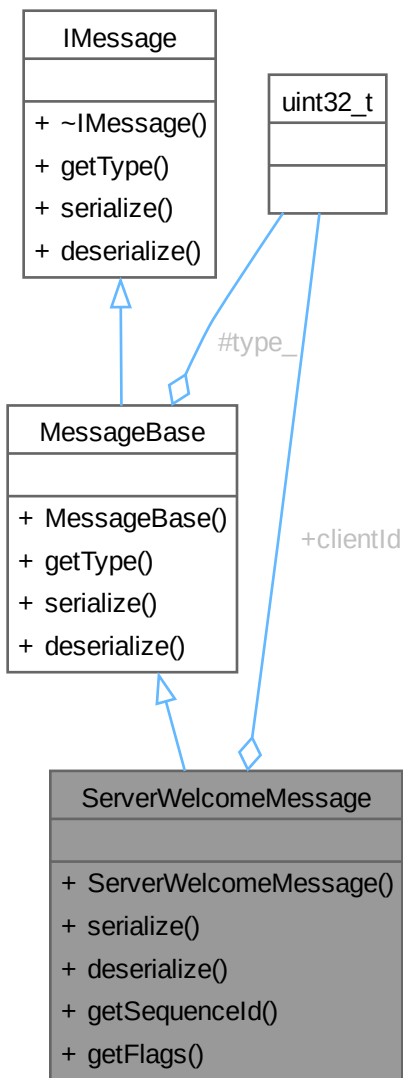 IMessage
+ ~IMessage()
+ getType()
+ serialize()
+ deserialize()
uint32_t
#type_
MessageBase
+ MessageBase()
+ getType()
+ serialize()
+ deserialize()
+clientId
ServerWelcomeMessage
+ ServerWelcomeMessage()
+ serialize()
+ deserialize()
+ getSequenceId()
+ getFlags()